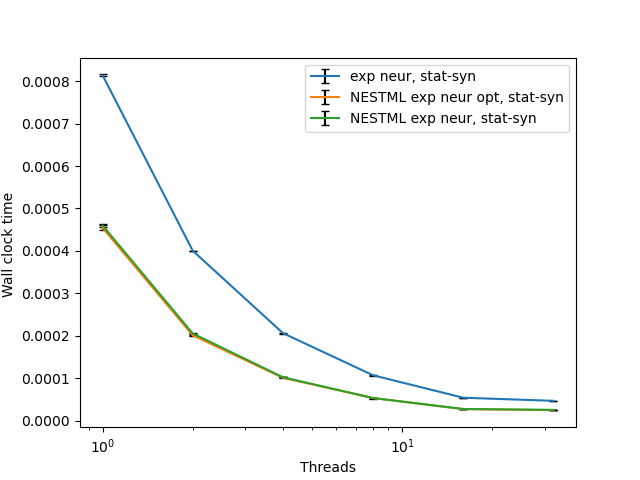 exp neur, stat-syn
NESTML exp neur opt, stat-syn
NESTML exp neur, stat-syn
Wall clock time
0.0008
0.0007
0.0006
0.0005
0.0004
0.0003
0.0002
0.0001
0.0000
10⁰
10¹
Threads